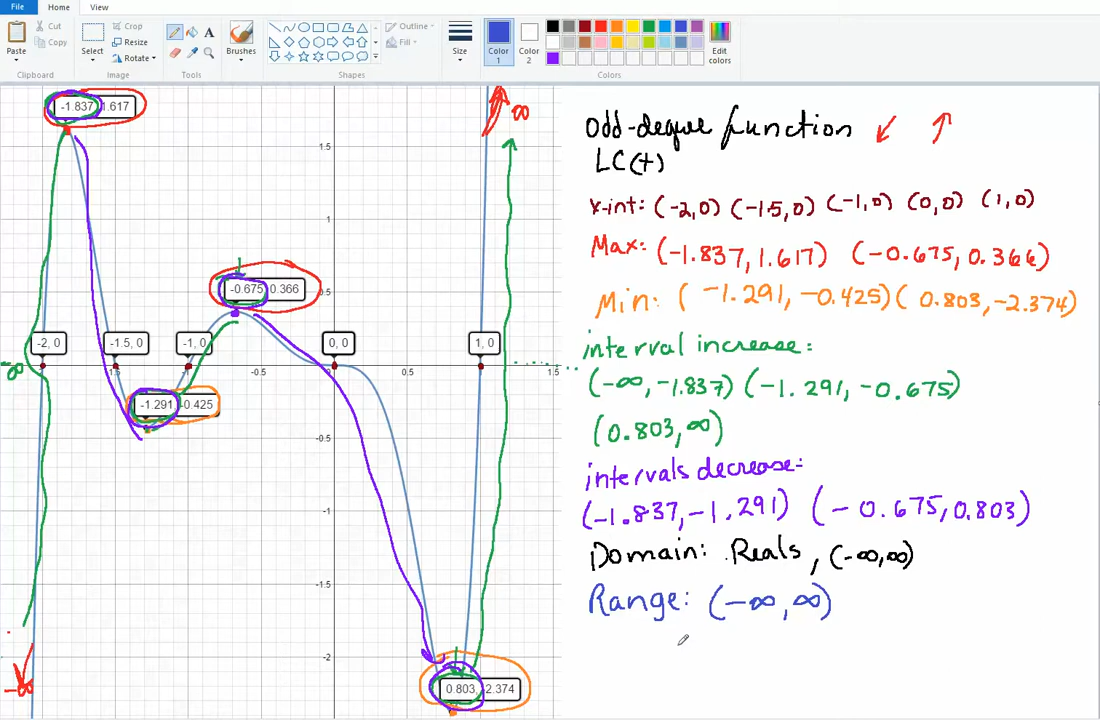 File Home View
Cut
Copy
Paste
Clipboard
Select
Crop
Resize
Rotate
Image
A
Tools
Brushes
Outline
Fill
Shapes
Size
Color 1
Color 2
Edit colors
Colors
-1.837, 1.617
∞
1.5
1
-0.675, 0.366
0.5
-2, 0
-1.5, 0
-1, 0
0, 0
1, 0
-∞
-0.5
0.5
-1.291, -0.425
-0.5
-1
-1.5
-2
-∞
0.803, -2.374
Odd-degree function
LC(+)
x-int: (-2,0) (-1.5,0) (-1,0) (0,0) (1,0)
Max: (-1.837, 1.617) (-0.675, 0.366)
Min: (-1.291, -0.425) (0.803, -2.374)
interval increase:
(-∞, -1.837) (-1.291, -0.675)
(0.803, ∞)
intervals decrease:
(-1.837, -1.291) (-0.675, 0.803)
Domain: Reals, (-∞, ∞)
Range: (-∞, ∞)